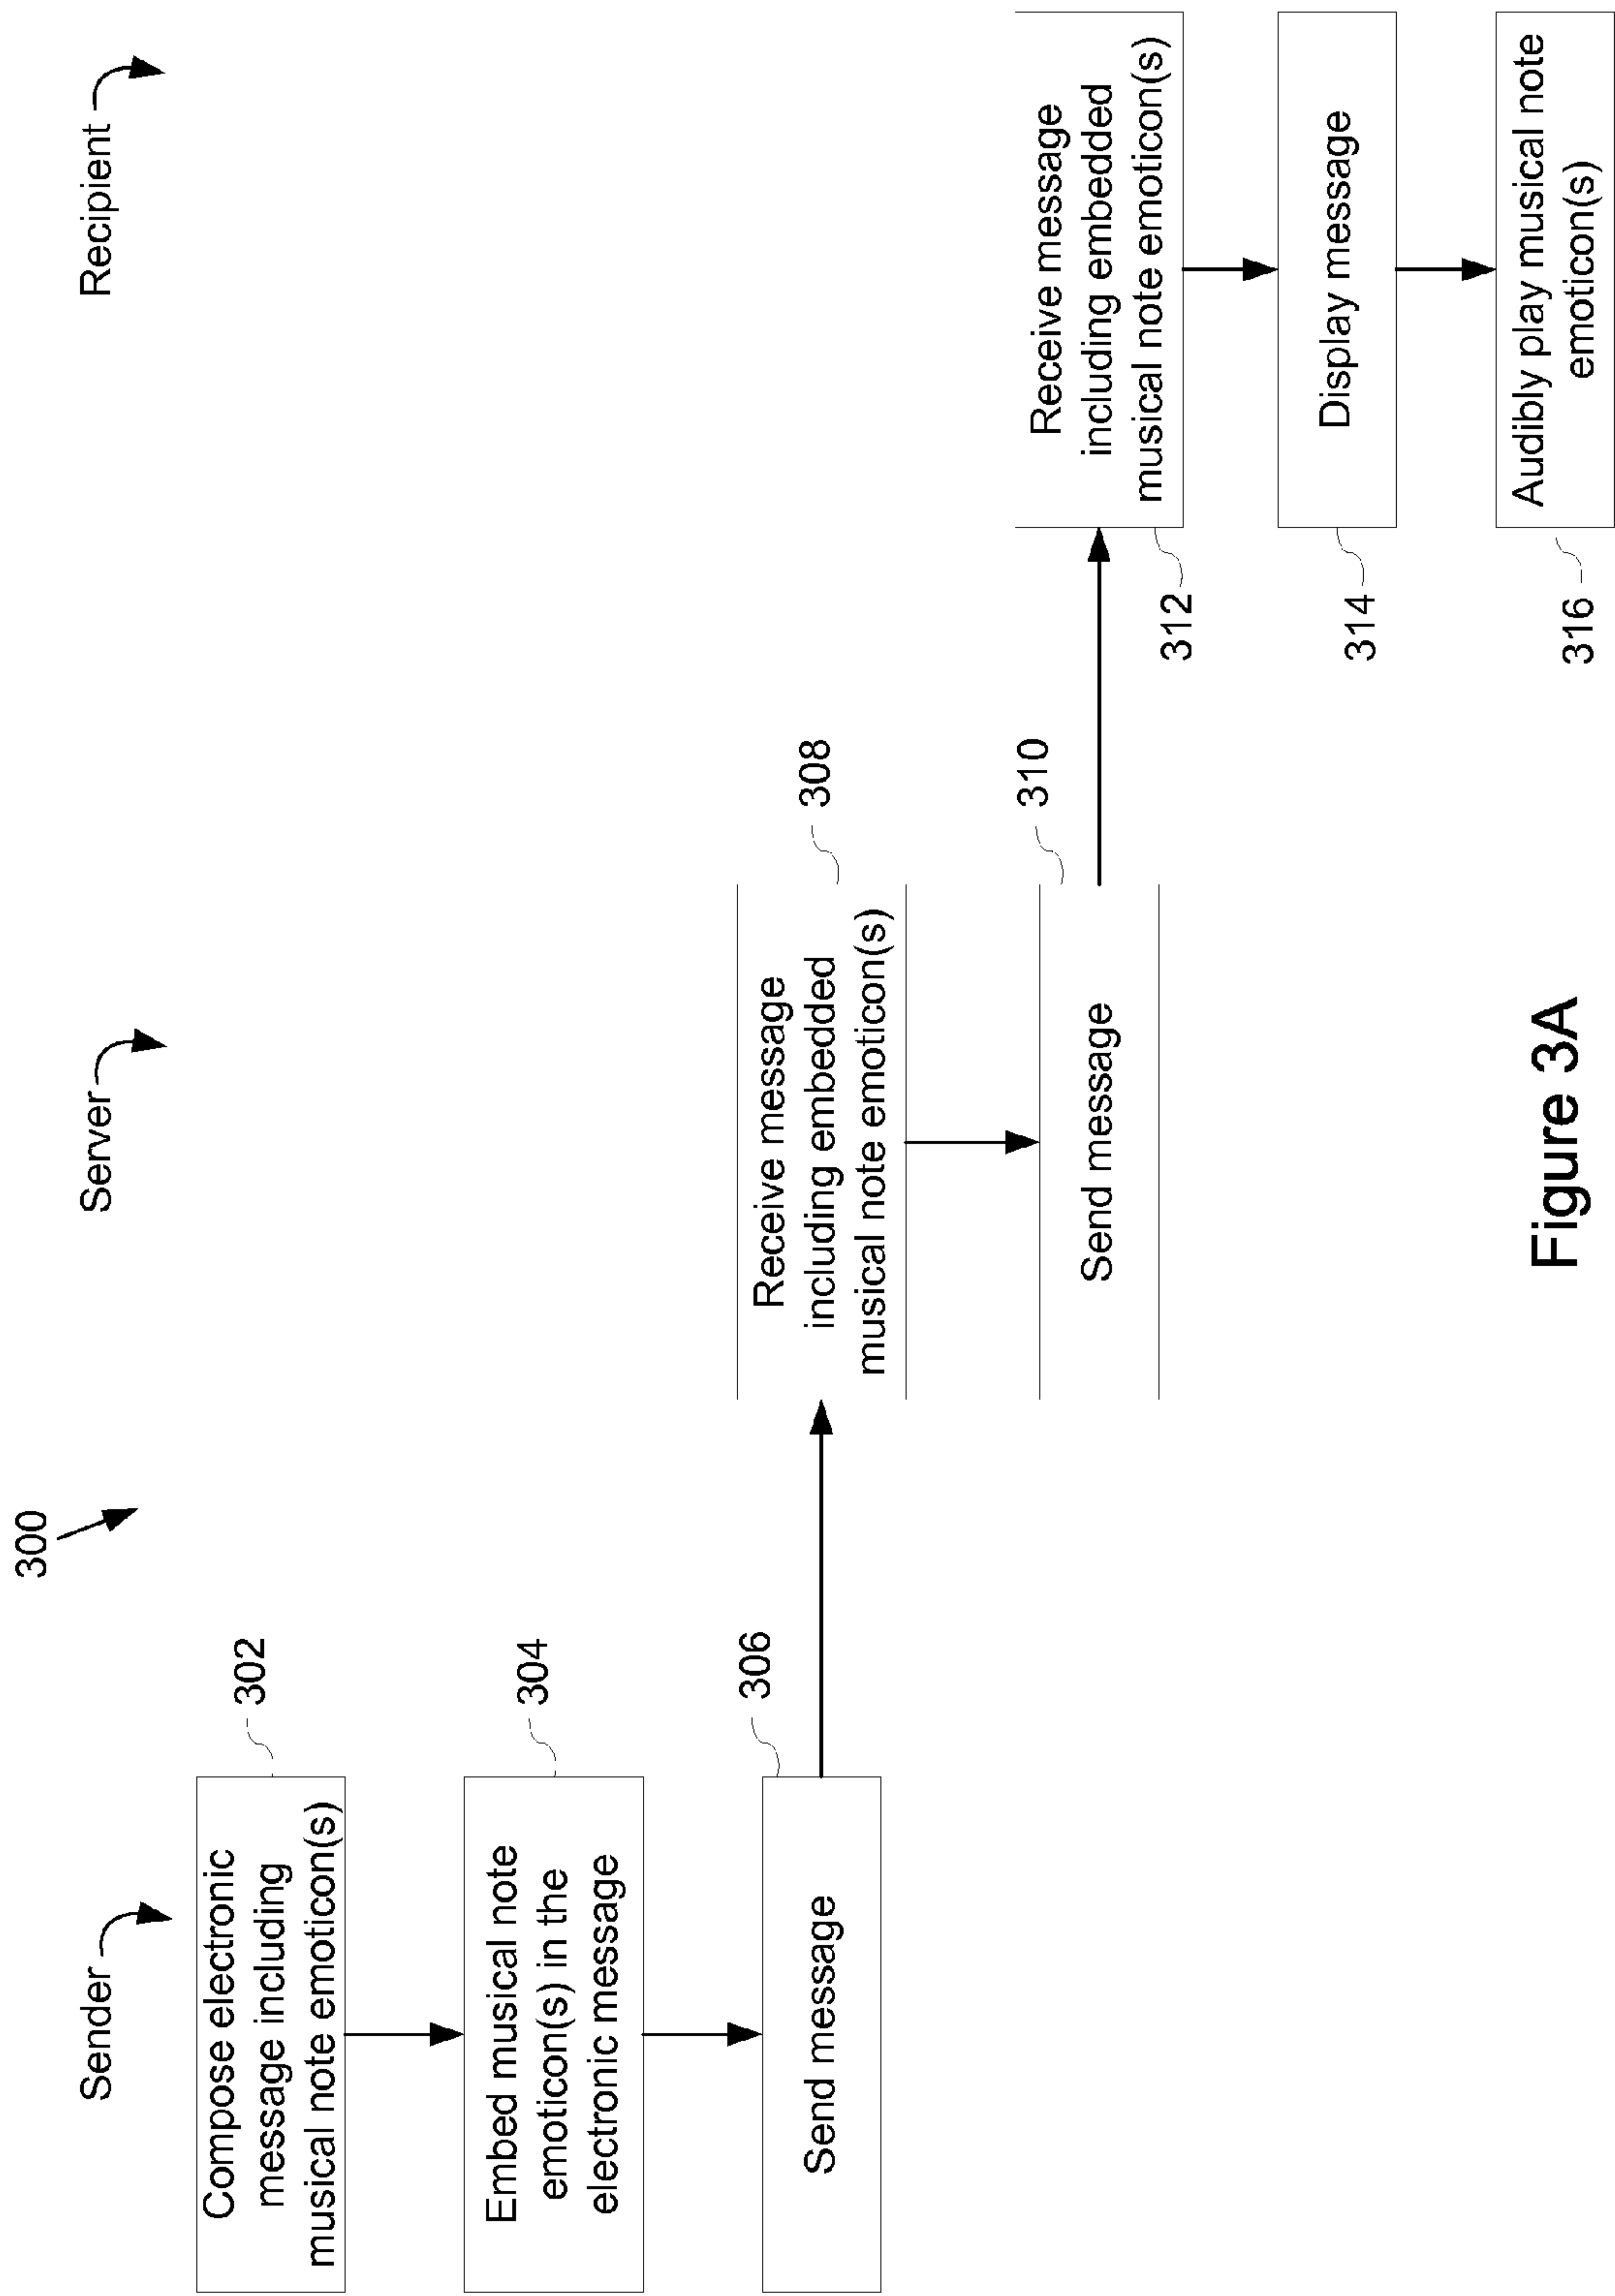 300
Sender
Server
Recipient
Compose electronic
message including
musical note emoticon(s)
302
Embed musical note
emoticon(s) in the
electronic message
304
Send message
306
Receive message
including embedded
musical note emoticon(s)
308
Send message
310
Receive message
including embedded
musical note emoticon(s)
312
Display message
314
Audibly play musical note
emoticon(s)
316
Figure 3A